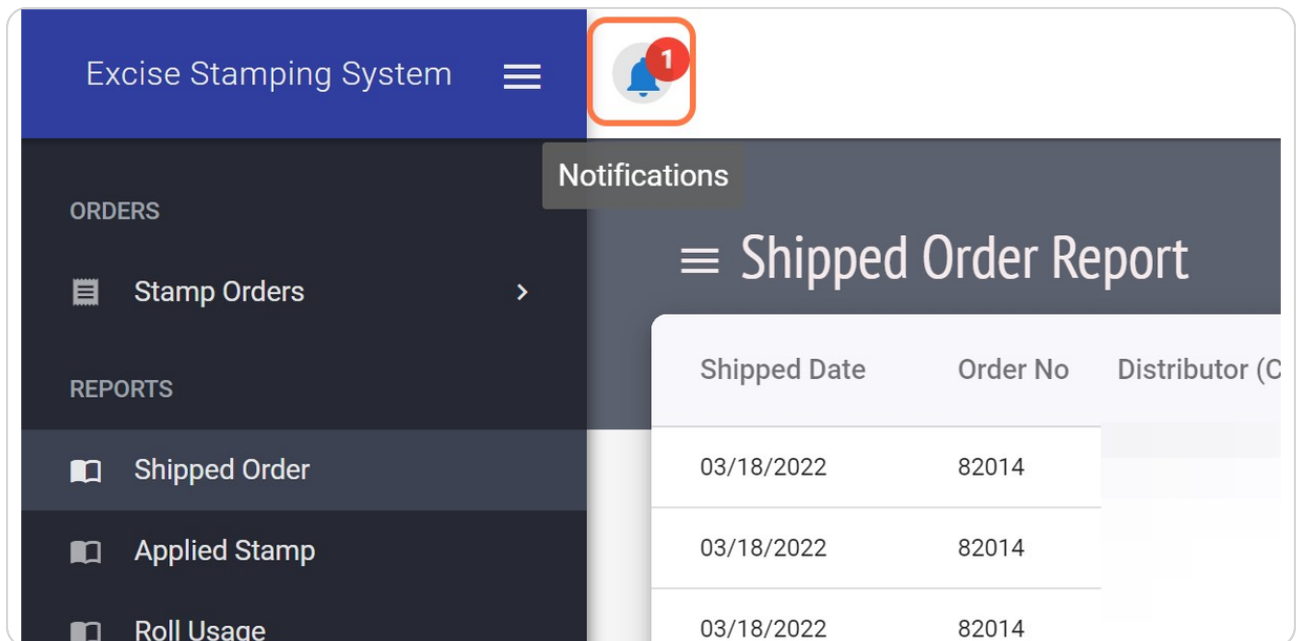 Excise Stamping System
1
Notifications
ORDERS
Stamp Orders
REPORTS
Shipped Order
Applied Stamp
Roll Usage
Shipped Order Report
Shipped Date Order No Distributor (C
03/18/2022 82014
03/18/2022 82014
03/18/2022 82014